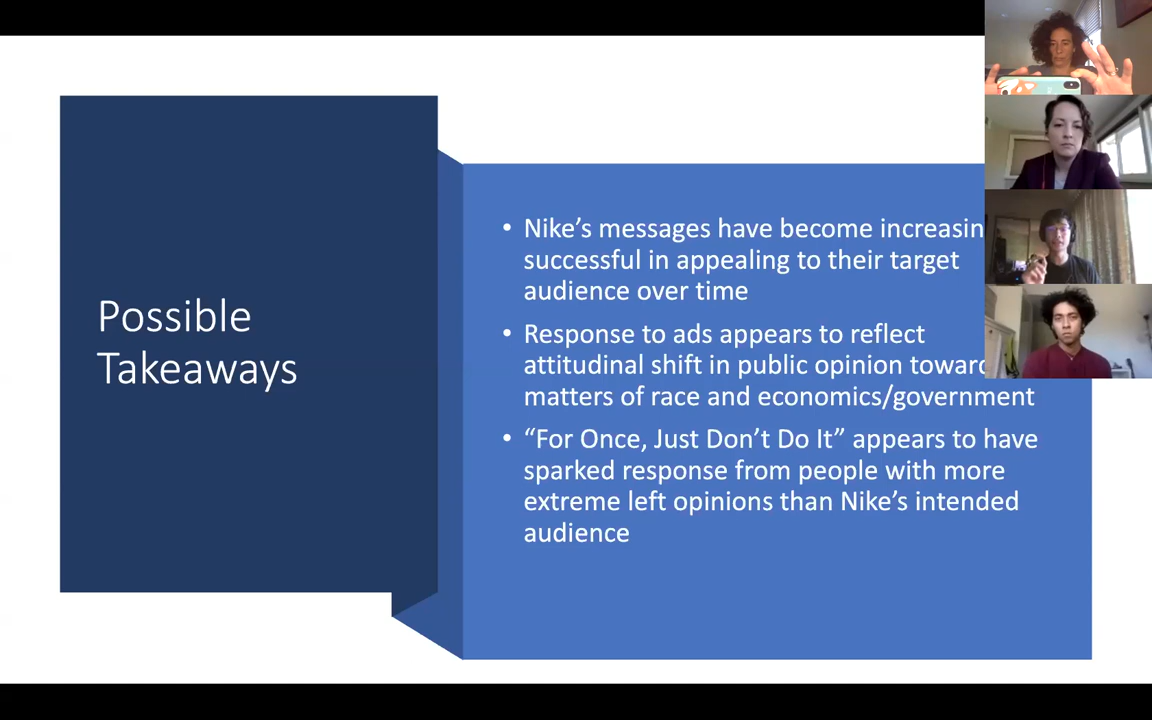 Possible
Takeaways
• Nike’s messages have become
successful in appealing to their target
audience over time
• Response to ads appears to reflect
attitudinal shift in public opinion
matters of race and economics/government
• “For Once, Just Don’t Do It” appears to have
sparked response from people with more
extreme left opinions than Nike’s intended
audience